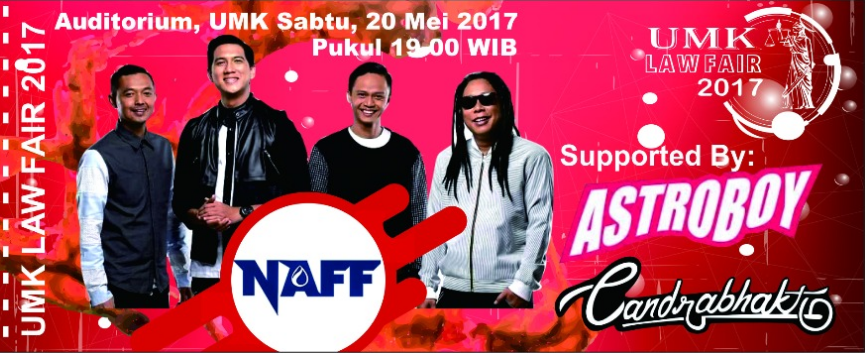 Auditorium, UMK Sabtu, 20 Mei 2017
Pukul 19.00 WIB
UMK LAW FAIR 2017
UMK
LAW FAIR
2017
Supported By:
ASTROBOY
Candrabhakti
NAFF